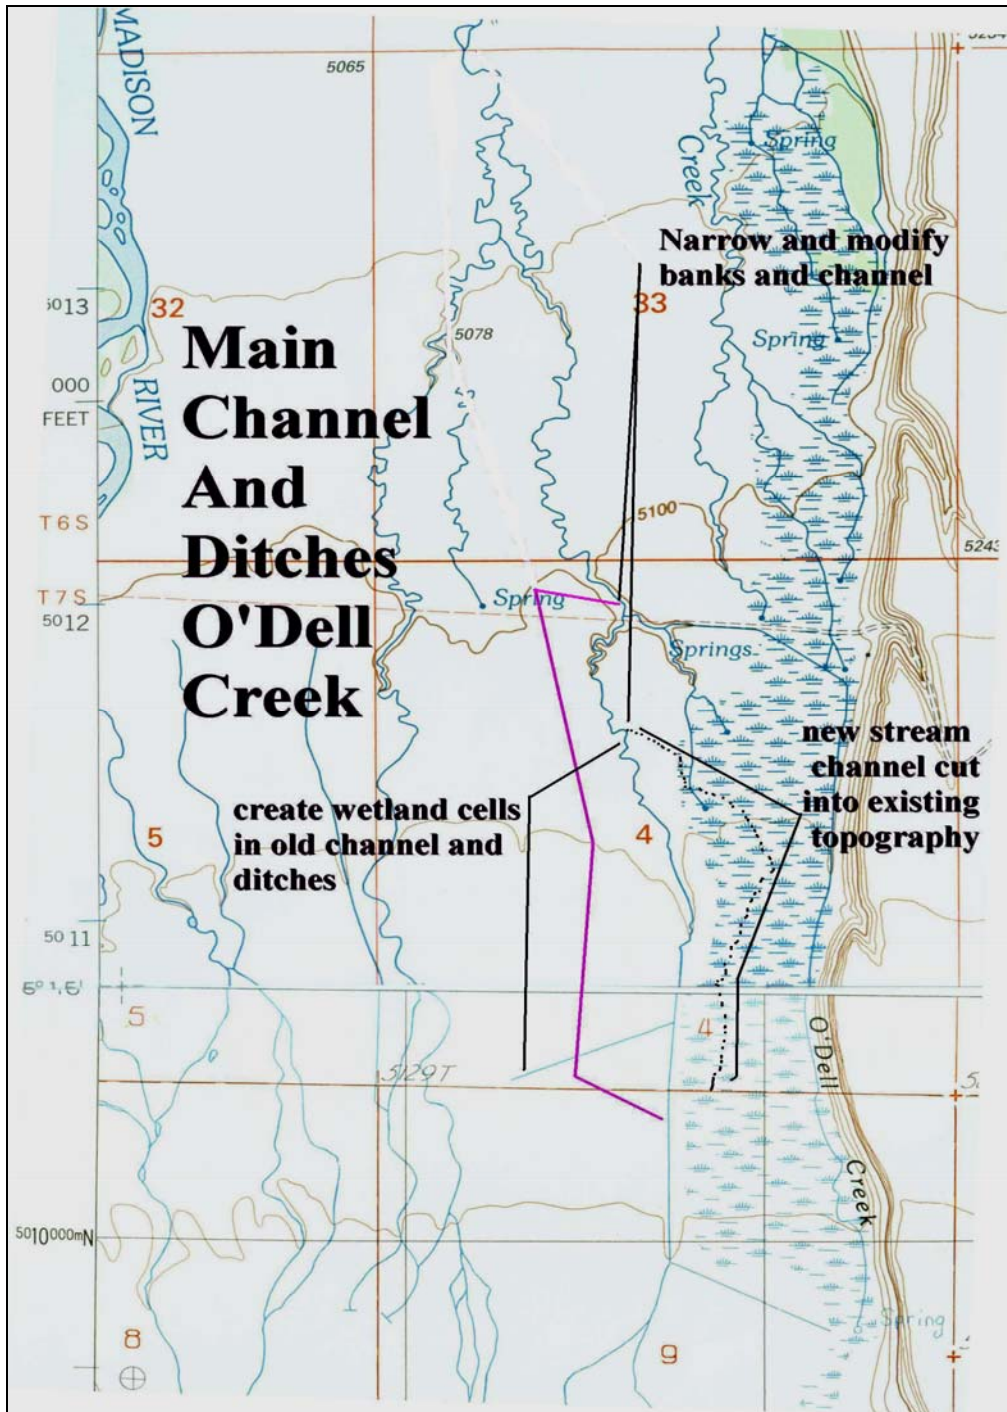 MADISON
5065
Spring
Creek
Narrow and modify
banks and channel
5013
32
33
5078
Spring
Main
Channel
And
Ditches
O'Dell
Creek
000
FEET
RIVER
5100
T6S
5243
T7S
5012
Spring
Springs
new stream
channel cut
into existing
topography
create wetland cells
in old channel and
ditches
5
4
5011
5
4
O'Dell
Creek
5010000mN
Spring
8
9